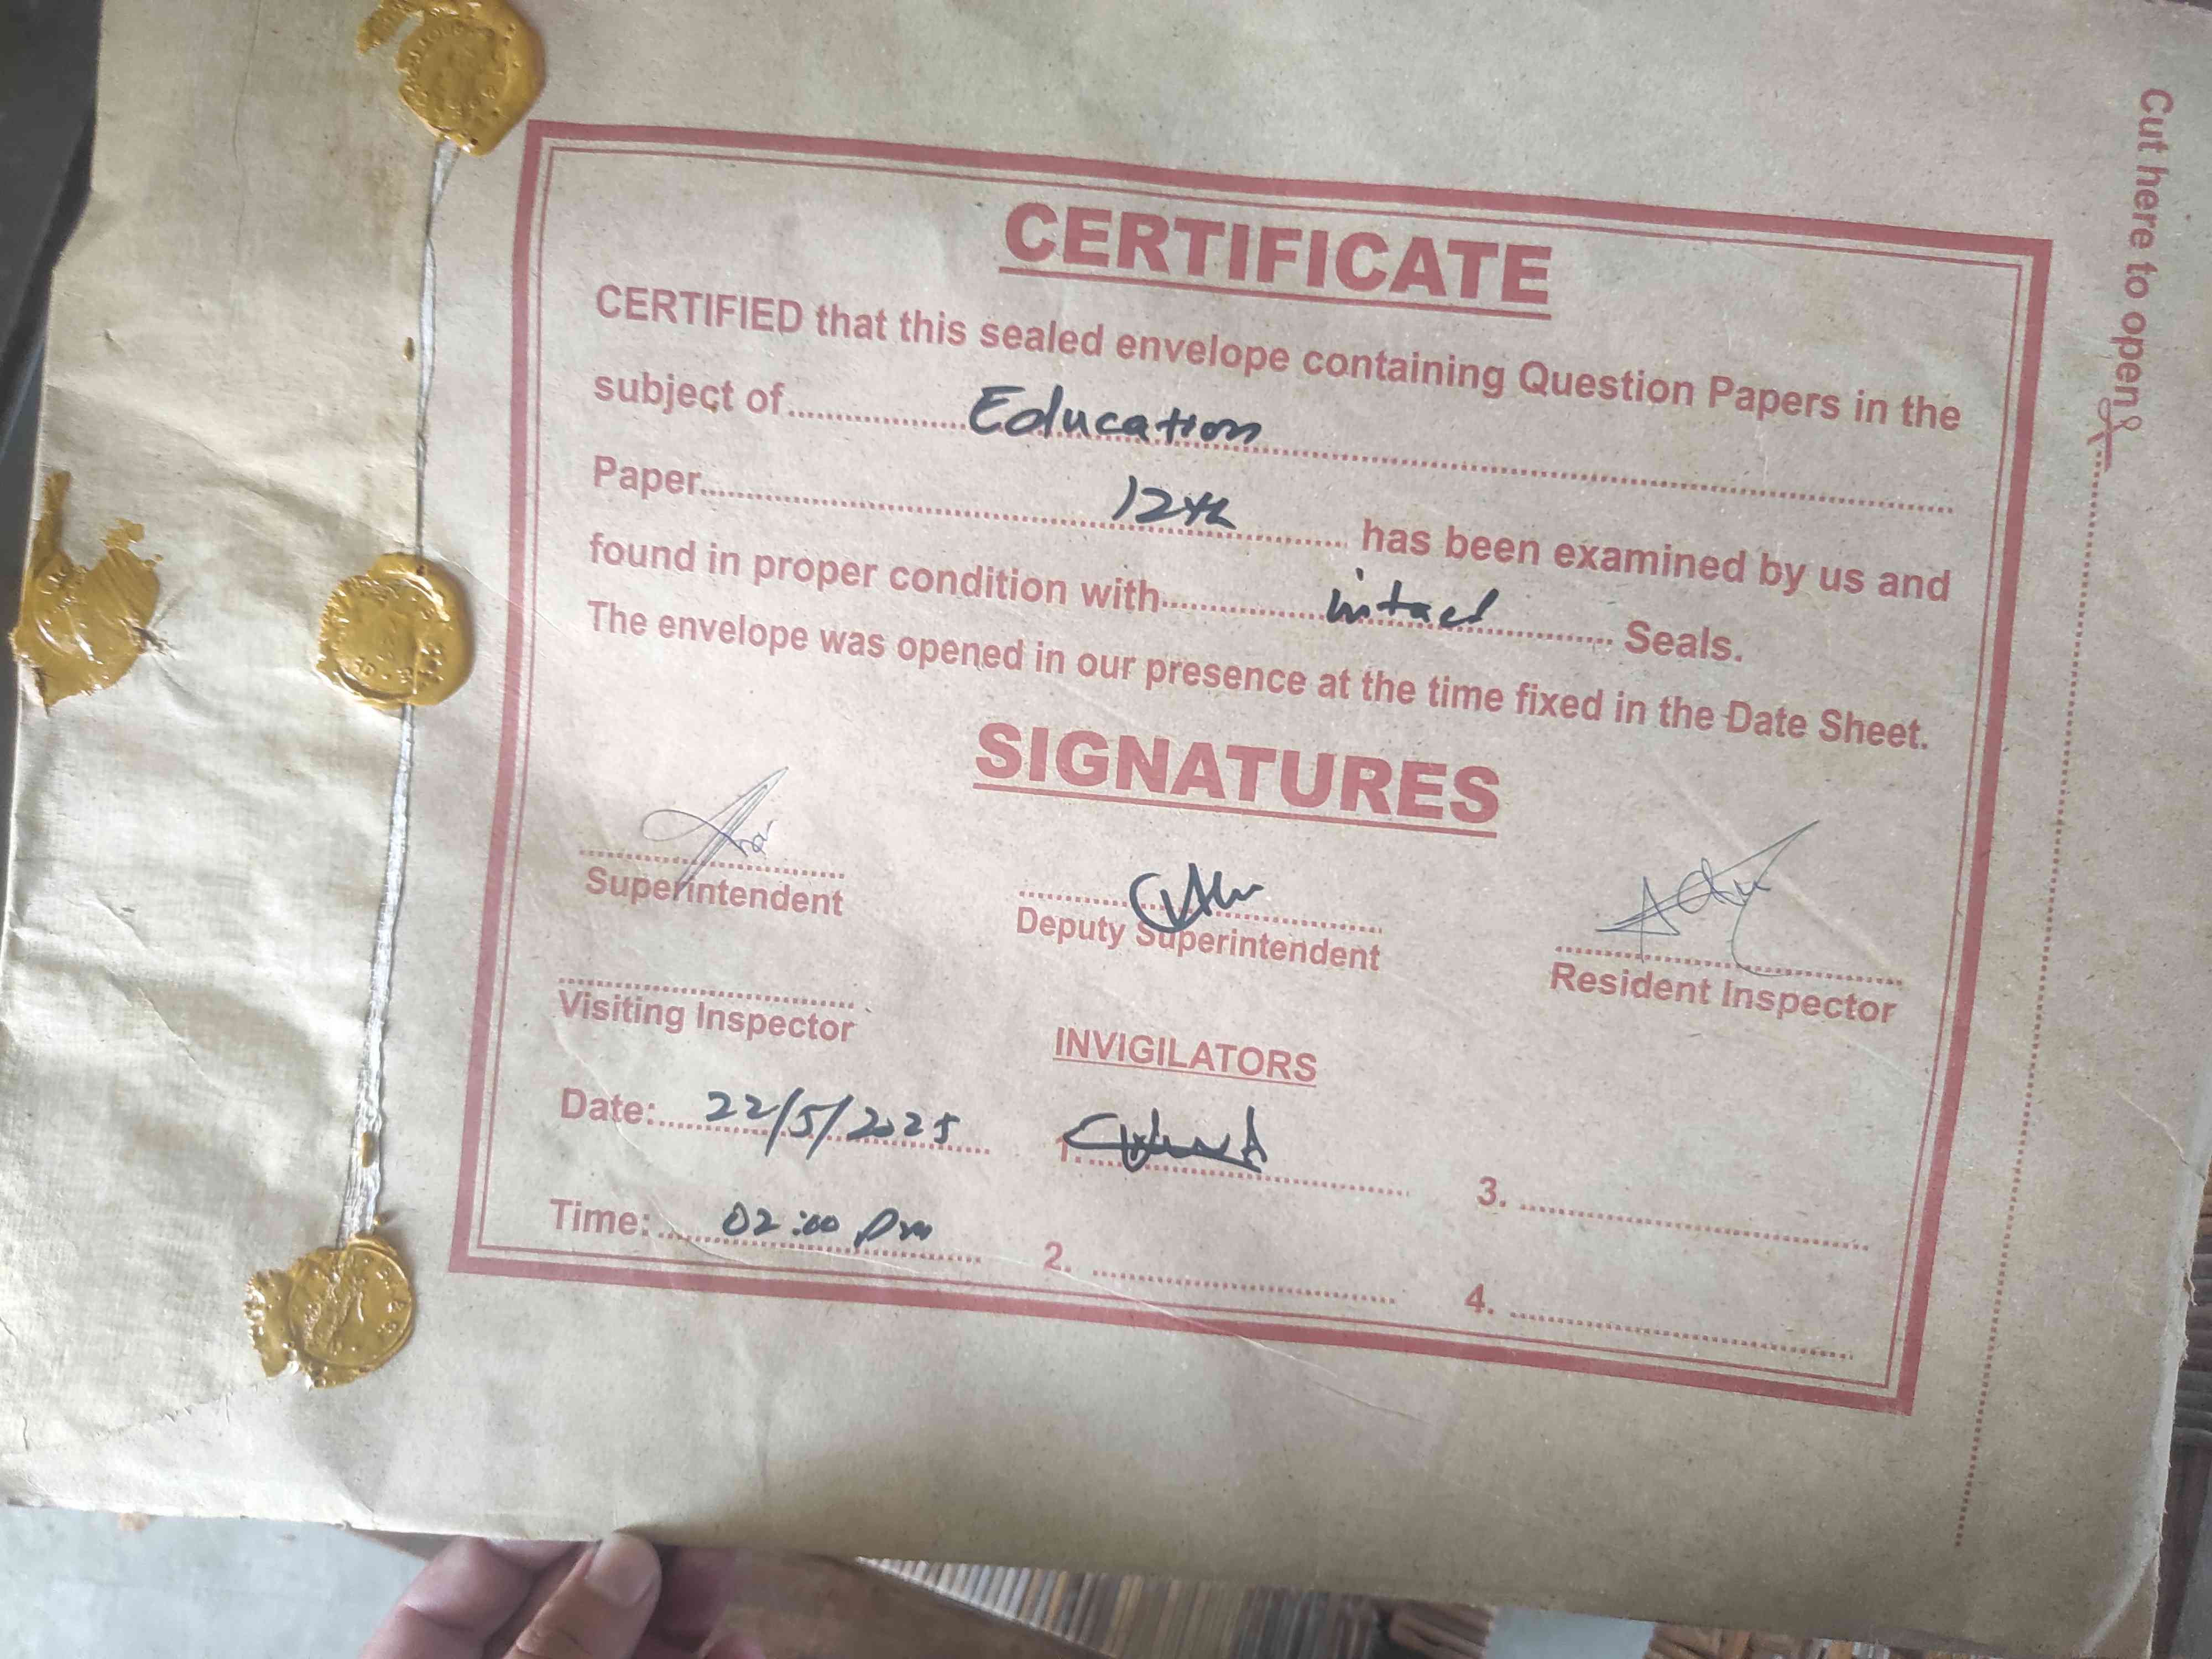 CERTIFICATE
CERTIFIED that this sealed envelope containing Question Papers in the
subject of Education
Paper 12th has been examined by us and
found in proper condition with intact Seals.
The envelope was opened in our presence at the time fixed in the Date Sheet.
SIGNATURES
Superintendent
Deputy Superintendent
Resident Inspector
Visiting Inspector
INVIGILATORS
Date: 22/5/2025
1.
3.
Time: 02:00 pm
2.
4.
Cut here to open